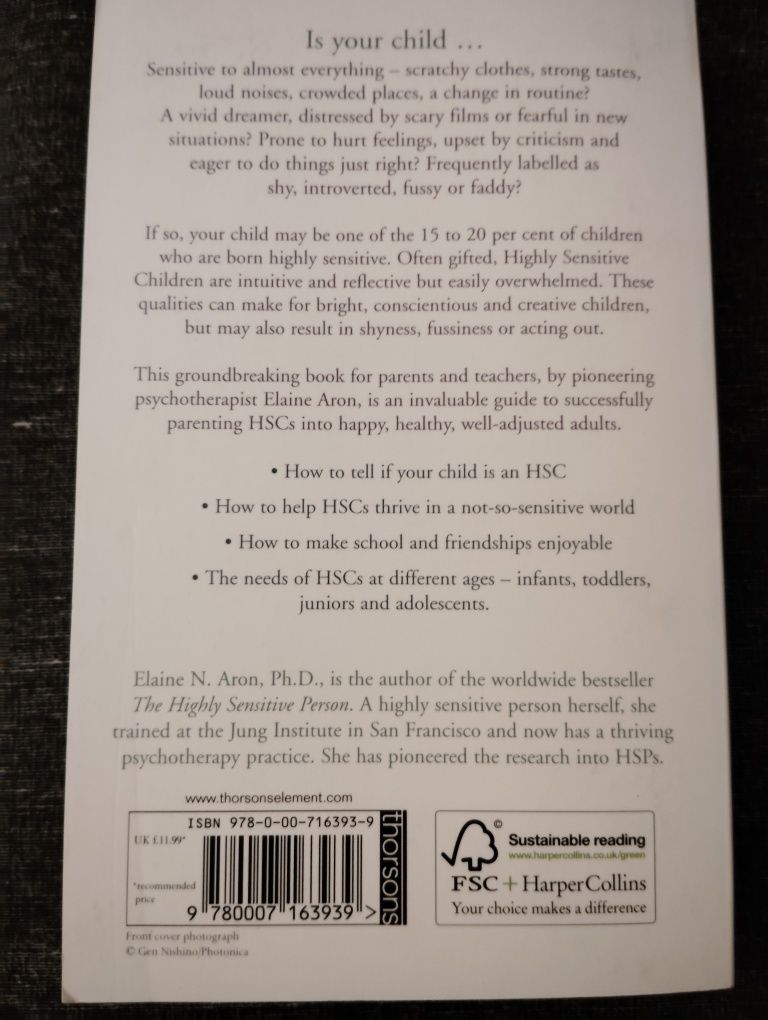 Is your child ...
Sensitive to almost everything – scratchy clothes, strong tastes,
loud noises, crowded places, a change in routine?
A vivid dreamer, distressed by scary films or fearful in new
situations? Prone to hurt feelings, upset by criticism and
eager to do things just right? Frequently labelled as
shy, introverted, fussy or faddy?
If so, your child may be one of the 15 to 20 per cent of children
who are born highly sensitive. Often gifted, Highly Sensitive
Children are intuitive and reflective but easily overwhelmed. These
qualities can make for bright, conscientious and creative children,
but may also result in shyness, fussiness or acting out.
This groundbreaking book for parents and teachers, by pioneering
psychotherapist Elaine Aron, is an invaluable guide to successfully
parenting HSCs into happy, healthy, well-adjusted adults.
• How to tell if your child is an HSC
• How to help HSCs thrive in a not-so-sensitive world
• How to make school and friendships enjoyable
• The needs of HSCs at different ages – infants, toddlers,
juniors and adolescents.
Elaine N. Aron, Ph.D., is the author of the worldwide bestseller
The Highly Sensitive Person. A highly sensitive person herself, she
trained at the Jung Institute in San Francisco and now has a thriving
psychotherapy practice. She has pioneered the research into HSPs.
www.thorsonselement.com
ISBN 978-0-00-716393-9
UK £11.99*
*recommended
price
9 780007 163939 >
thorsons
Front cover photograph
© Gen Nishino/Photonica
©
Sustainable reading
www.harpercollins.co.uk/green
FSC + HarperCollins
Your choice makes a difference